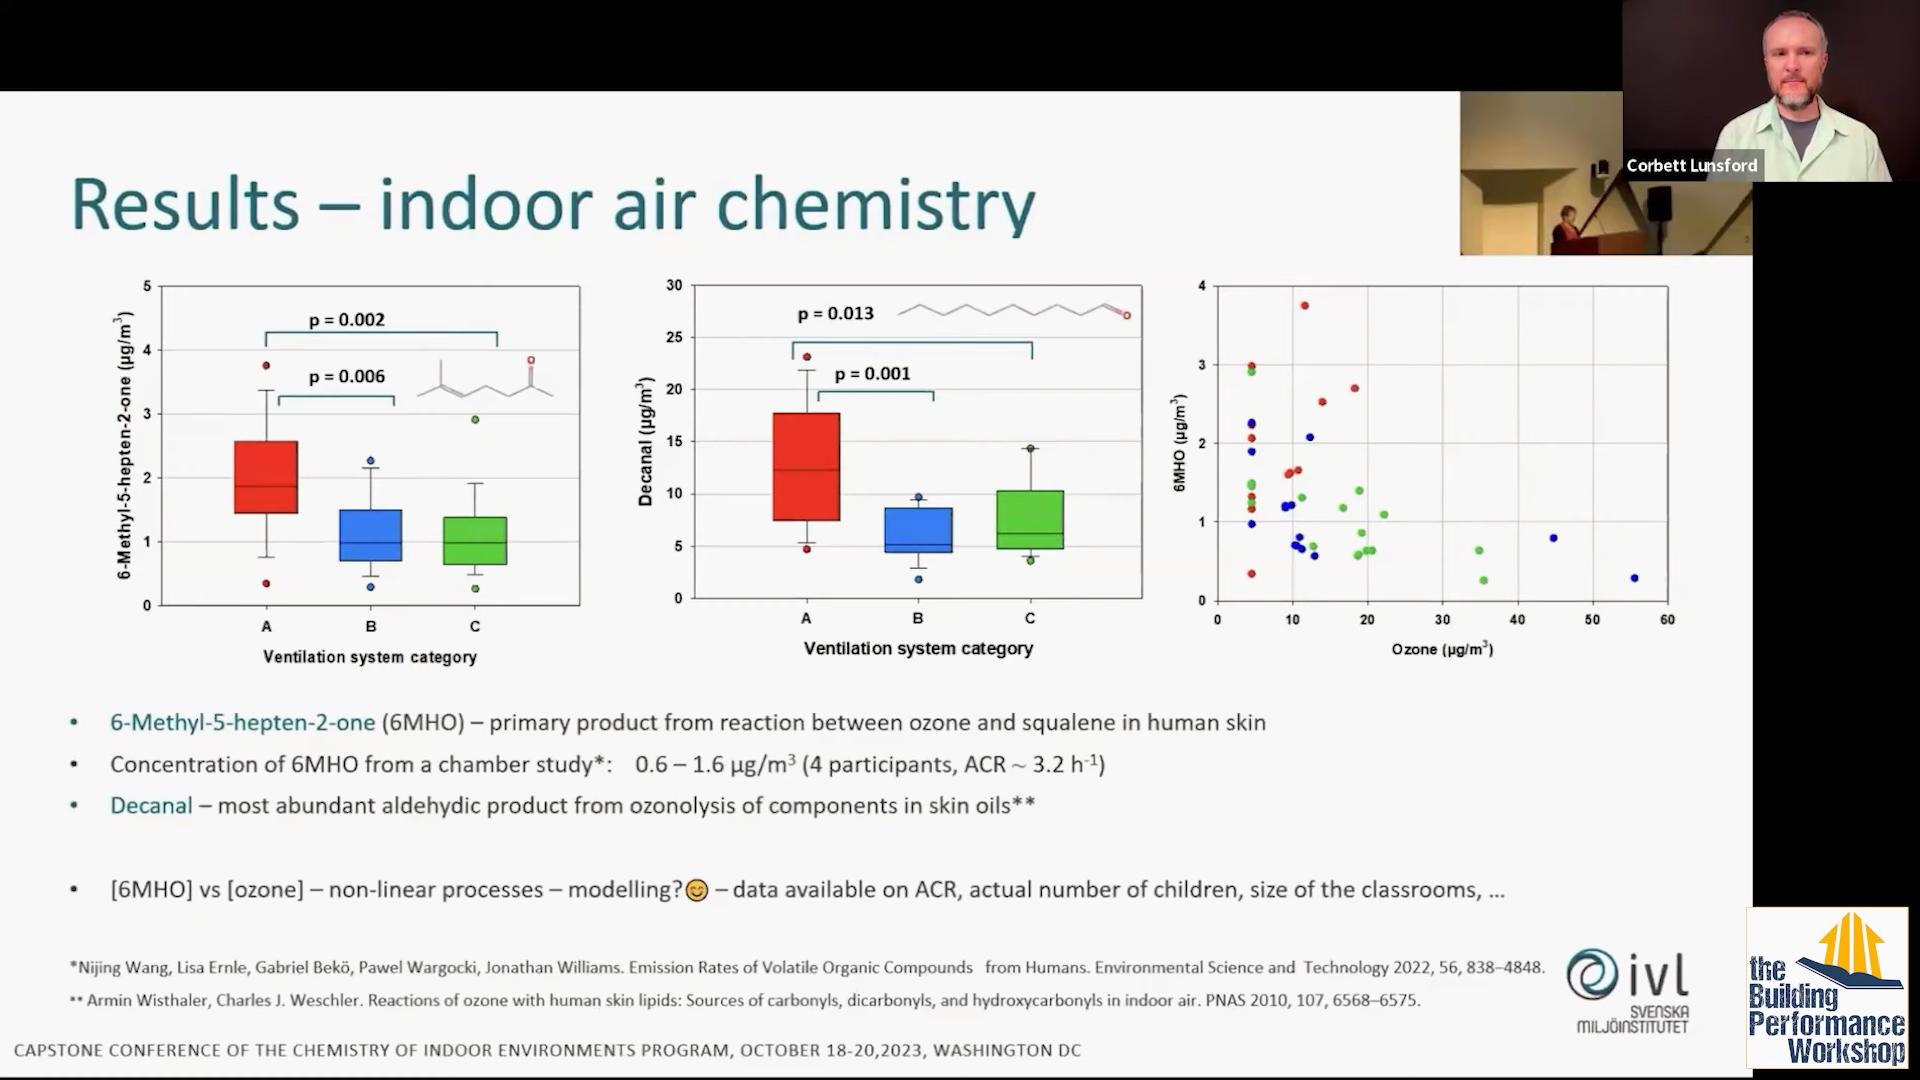 Corbett Lunsford
Results – indoor air chemistry
5
4
3
2
1
0
6-Methyl-5-hepten-2-one (µg/m³)
p = 0.002
p = 0.006
O
A B C
Ventilation system category
30
25
20
15
10
5
0
Decanal (µg/m³)
p = 0.013
p = 0.001
O
A B C
Ventilation system category
4
3
2
1
0
6MHO (µg/m³)
0 10 20 30 40 50 60
Ozone (µg/m³)
• 6-Methyl-5-hepten-2-one (6MHO) – primary product from reaction between ozone and squalene in human skin
• Concentration of 6MHO from a chamber study*: 0.6 – 1.6 µg/m³ (4 participants, ACR ~ 3.2 h⁻¹)
• Decanal – most abundant aldehydic product from ozonolysis of components in skin oils**
• [6MHO] vs [ozone] – non-linear processes – modelling?😊 – data available on ACR, actual number of children, size of the classrooms, ...
*Nijing Wang, Lisa Ernle, Gabriel Bekö, Pawel Wargocki, Jonathan Williams. Emission Rates of Volatile Organic Compounds from Humans. Environmental Science and Technology 2022, 56, 838–4848.
** Armin Wisthaler, Charles J. Weschler. Reactions of ozone with human skin lipids: Sources of carbonyls, dicarbonyls, and hydroxycarbonyls in indoor air. PNAS 2010, 107, 6568–6575.
ivl
SVENSKA
MILJÖINSTITUTET
CAPSTONE CONFERENCE OF THE CHEMISTRY OF INDOOR ENVIRONMENTS PROGRAM, OCTOBER 18-20,2023, WASHINGTON DC
the
Building
Performance
Workshop